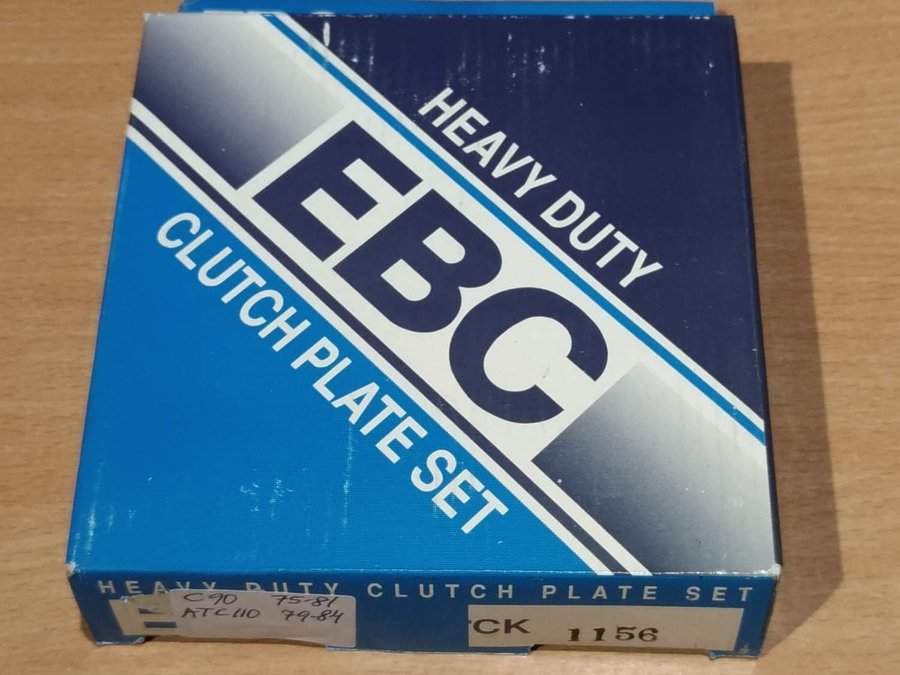 HEAVY DUTY
EBC
CLUTCH PLATE SET
HEAVY DUTY CLUTCH PLATE SET
C90 75-81
ATC110 79-84
CK 1156